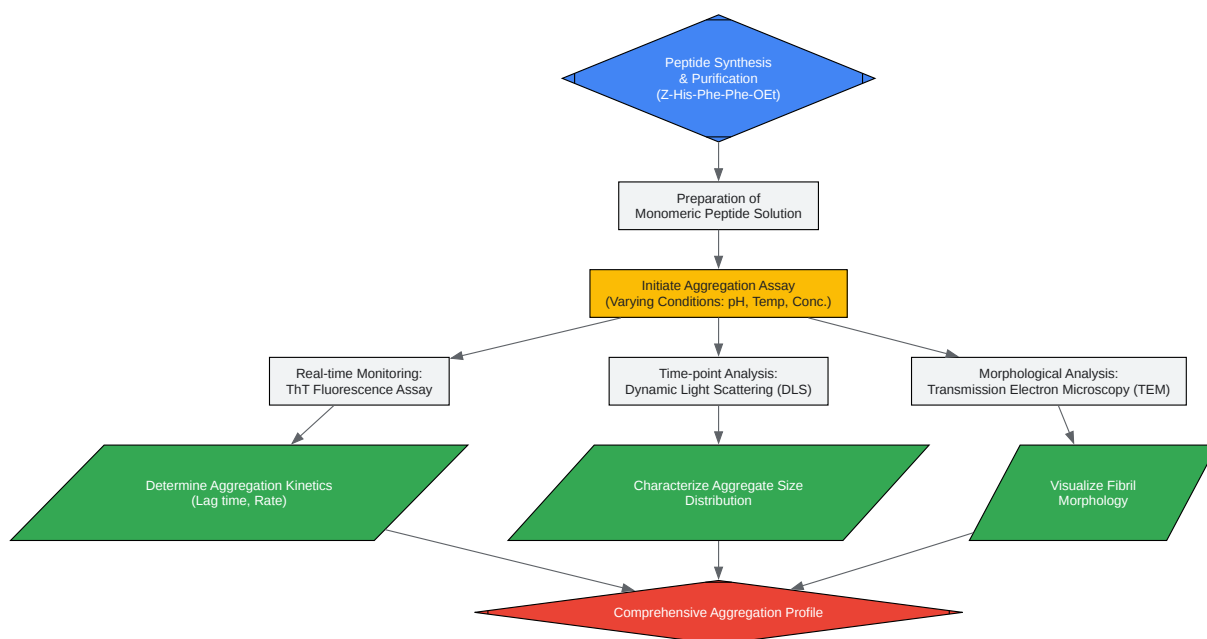 Peptide Synthesis
& Purification
(Z-His-Phe-Phe-OEt)
Preparation of
Monomeric Peptide Solution
Initiate Aggregation Assay
(Varying Conditions: pH, Temp, Conc.)
Real-time Monitoring:
ThT Fluorescence Assay
Time-point Analysis:
Dynamic Light Scattering (DLS)
Morphological Analysis:
Transmission Electron Microscopy (TEM)
Determine Aggregation Kinetics
(Lag time, Rate)
Characterize Aggregate Size
Distribution
Visualize Fibril
Morphology
Comprehensive Aggregation Profile